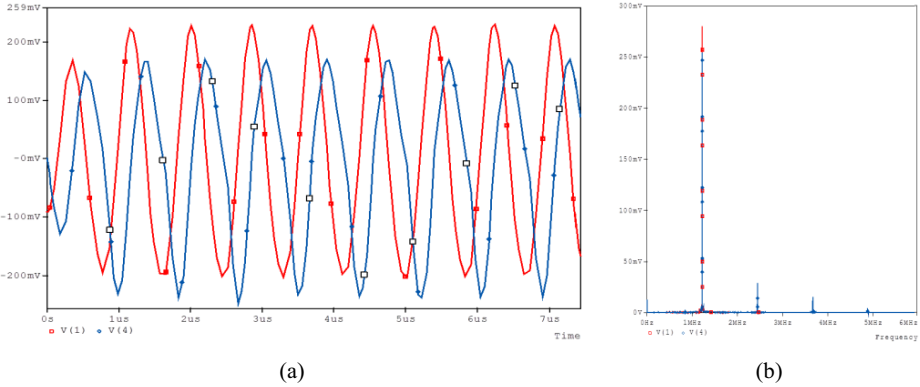 259mV
200mV
100mV
-0mV
-100mV
-200mV
0s 1us 2us 3us 4us 5us 6us 7us
V(1) V(4) Time
(a)
300mV
250mV
200mV
150mV
100mV
50mV
0V
0Hz 1MHz 2MHz 3MHz 4MHz 5MHz 6MHz
V(1) V(4) Frequency
(b)